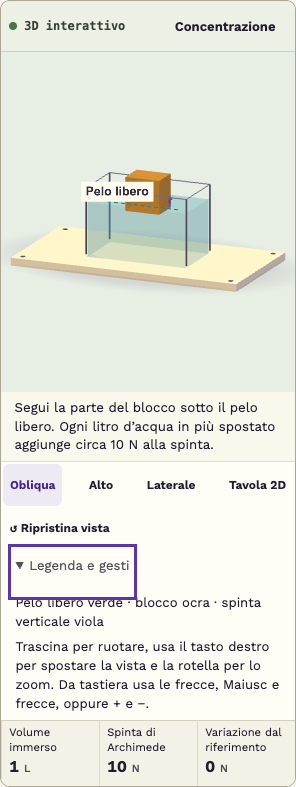 3D interattivo
Concentrazione
Pelo libero
Segui la parte del blocco sotto il pelo
libero. Ogni litro d’acqua in più spostato
aggiunge circa 10 N alla spinta.
Obliqua
Alto
Laterale
Tavola 2D
↺ Ripristina vista
▼ Legenda e gesti
Pelo libero verde · blocco ocra · spinta
verticale viola
Trascina per ruotare, usa il tasto destro
per spostare la vista e la rotella per lo
zoom. Da tastiera usa le frecce, Maiusc e
frecce, oppure + e −.
Volume
immerso
1 L
Spinta di
Archimede
10 N
Variazione dal
riferimento
0 N